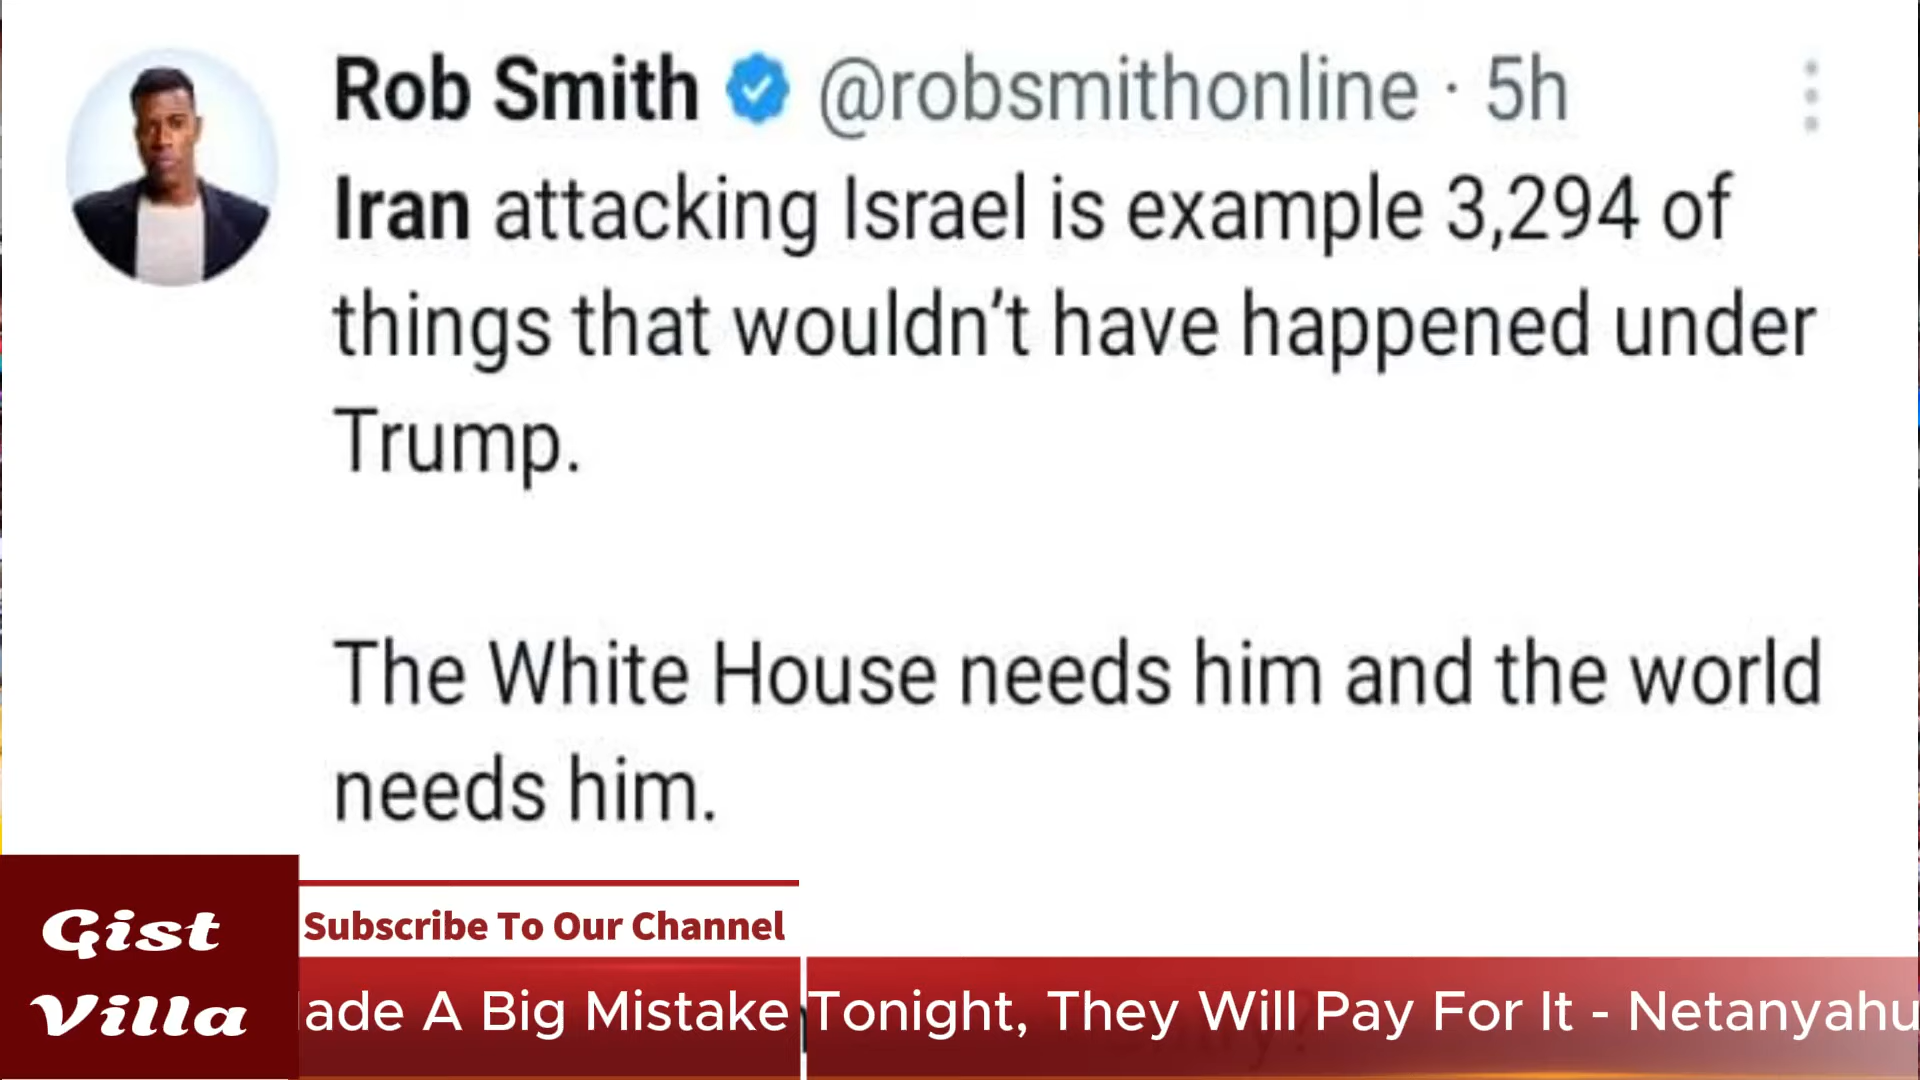 Rob Smith @robsmithonline · 5h
Iran attacking Israel is example 3,294 of
things that wouldn't have happened under
Trump.
The White House needs him and the world
needs him.
Gist
Villa
Subscribe To Our Channel
ade A Big Mistake Tonight, They Will Pay For It - Netanyahu